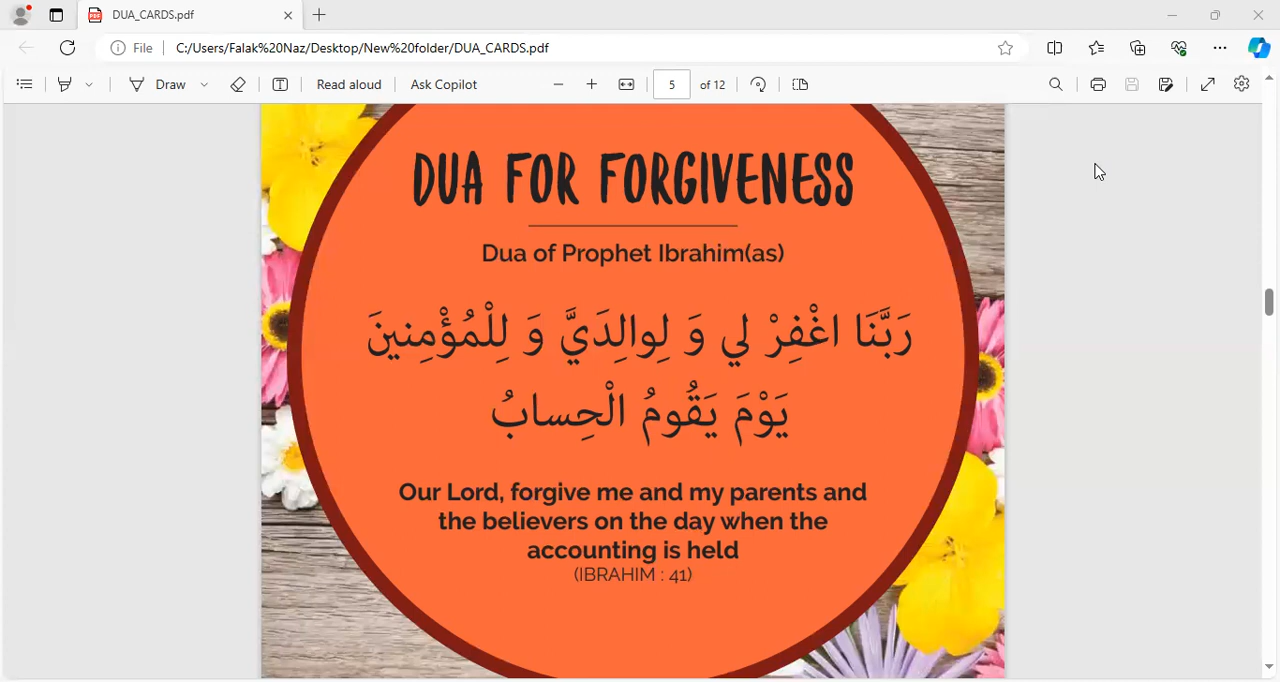 DUA_CARDS.pdf
File
C:/Users/Falak%20Naz/Desktop/New%20folder/DUA_CARDS.pdf
Draw
Read aloud
Ask Copilot
5
of 12
DUA FOR FORGIVENESS
Dua of Prophet Ibrahim(as)
رَبَّنَا اغْفِرْ لي وَ لِوالِدَيَّ وَ لِلْمُؤْمِنينَ
يَوْمَ يَقُومُ الْحِسابُ
Our Lord, forgive me and my parents and
the believers on the day when the
accounting is held
(IBRAHIM : 41)